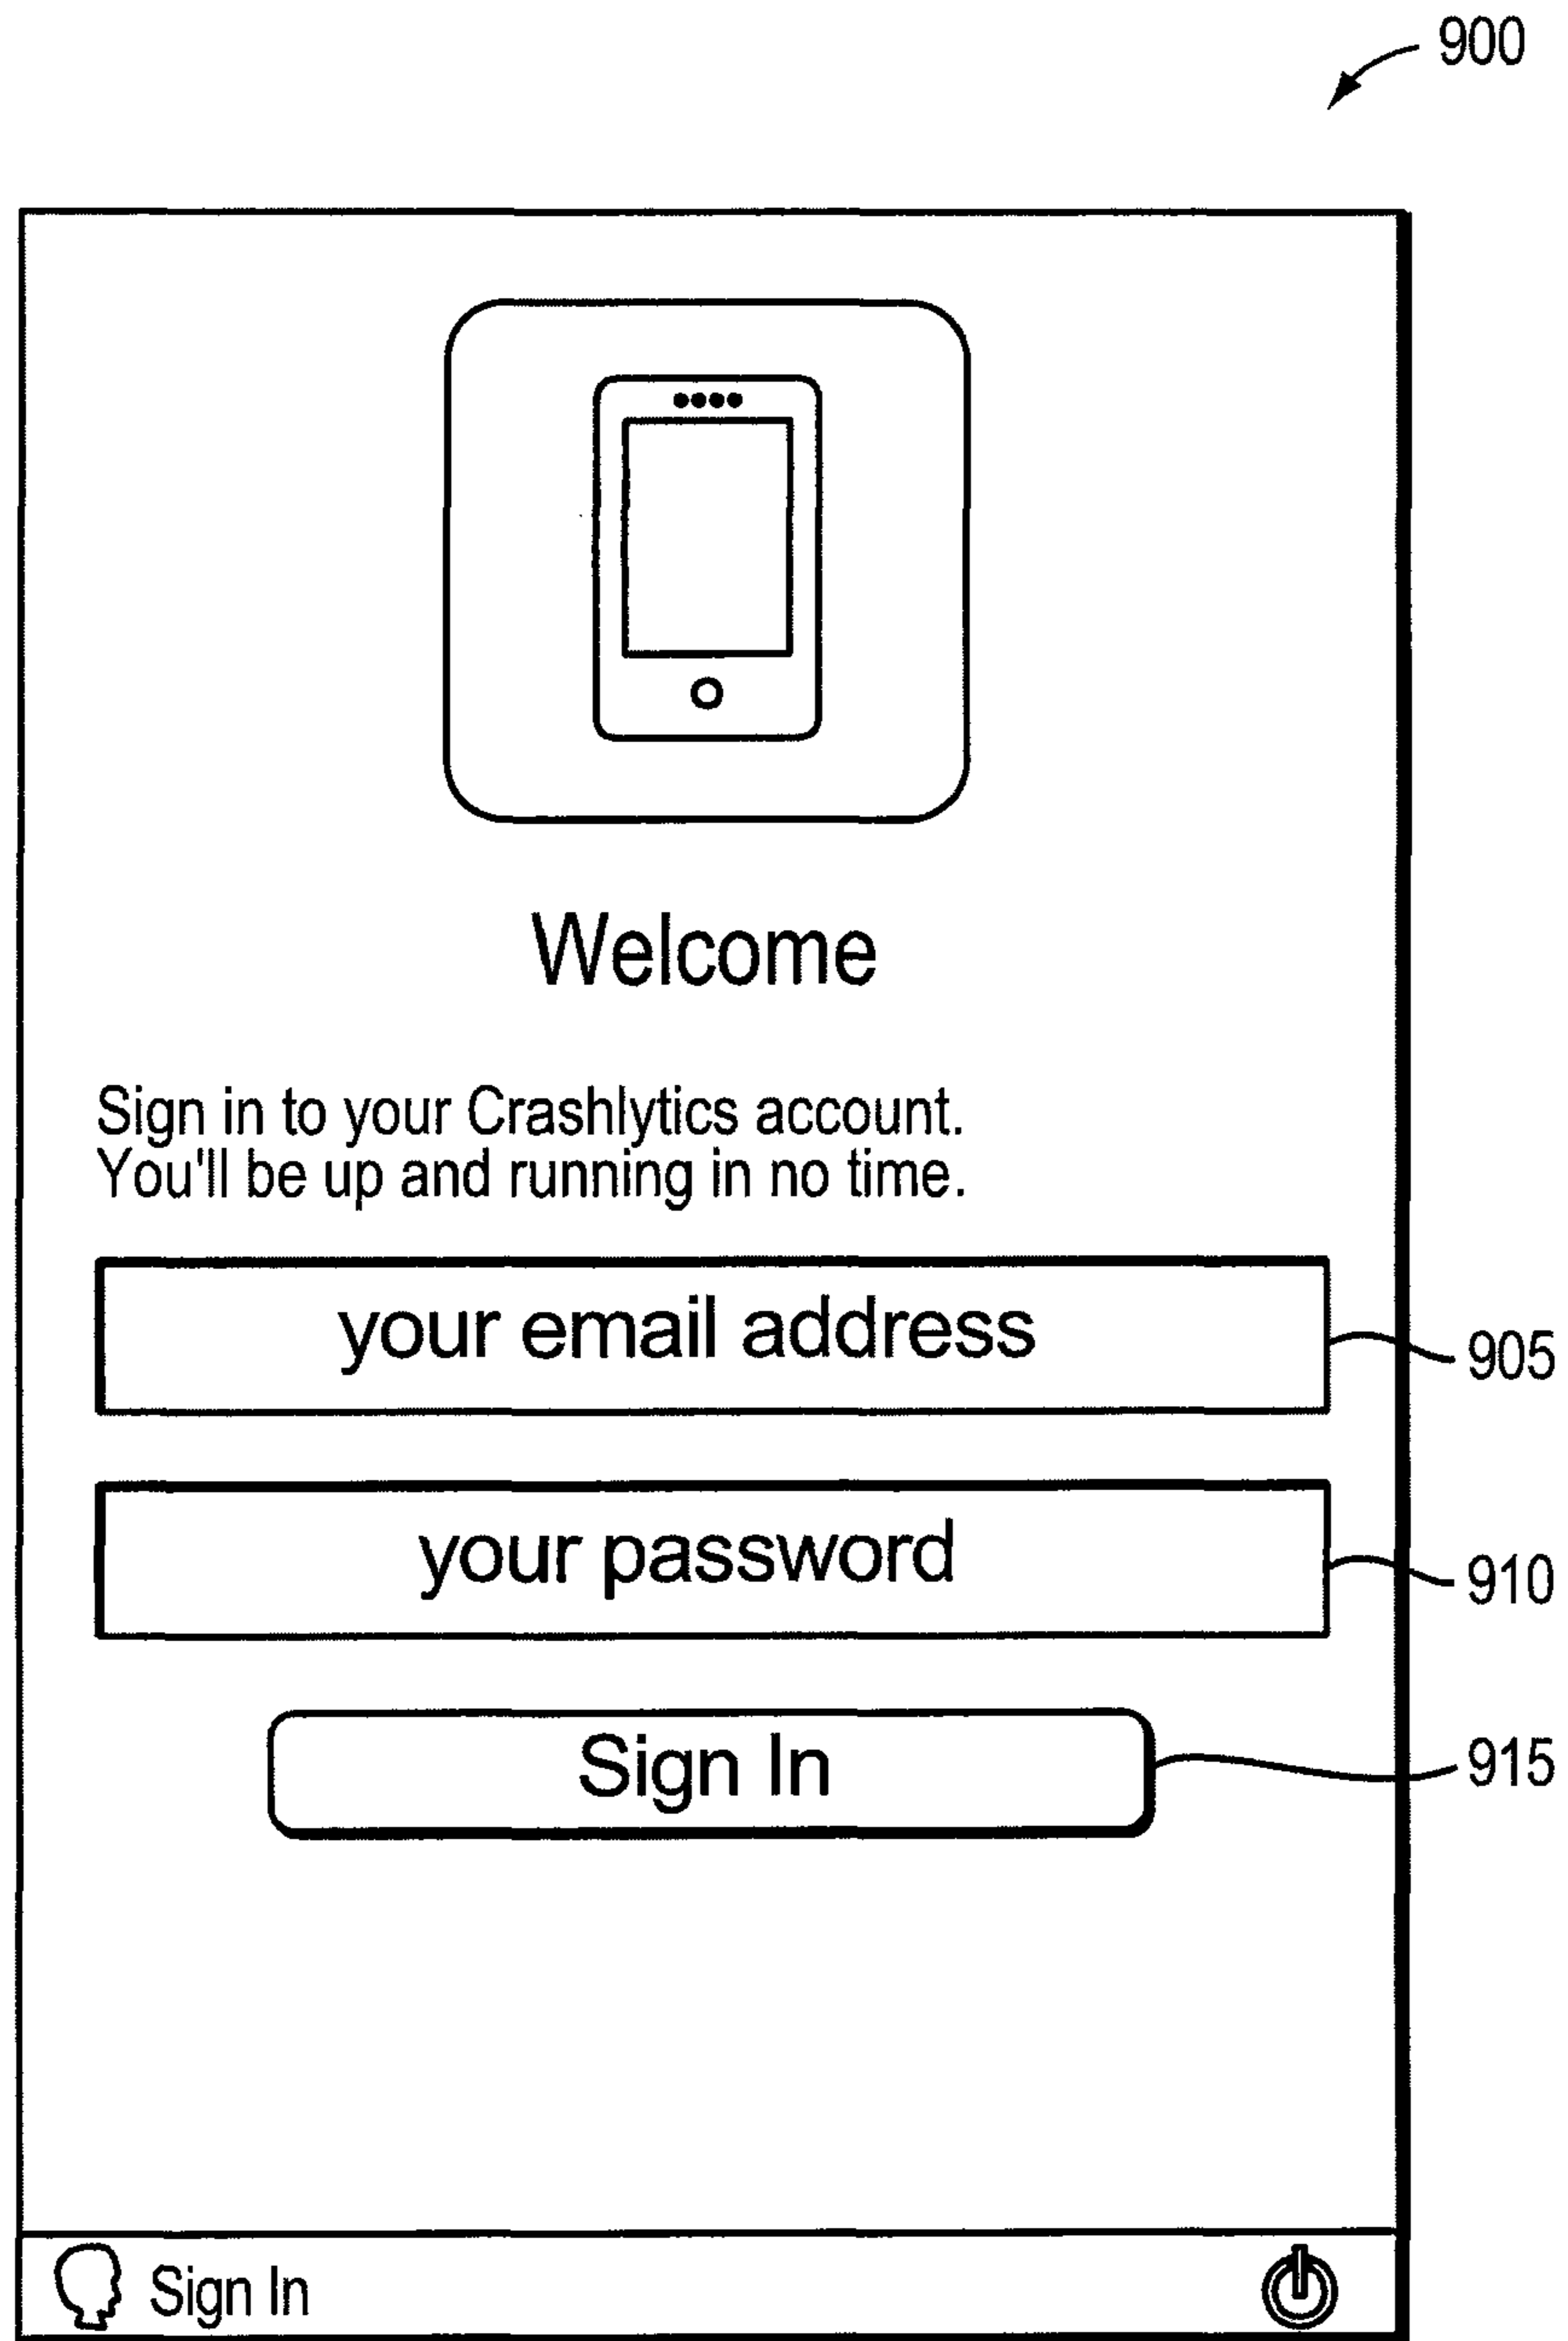 900
Welcome
Sign in to your Crashlytics account.
You'll be up and running in no time.
your email address
905
your password
910
Sign In
915
Sign In